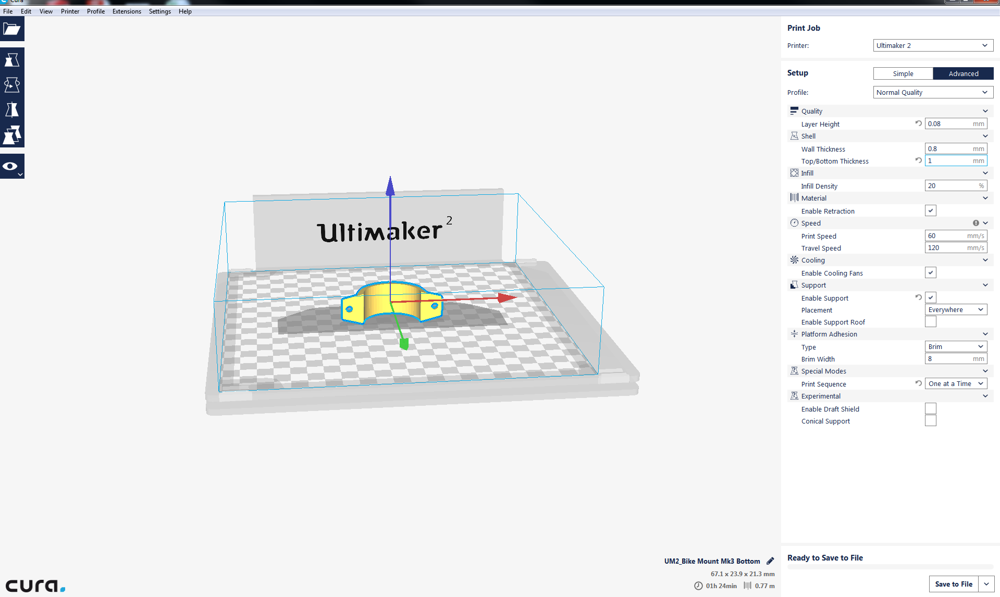 Cura
File Edit View Printer Profile Extensions Settings Help
Print Job
Printer: Ultimaker 2
Setup Simple Advanced
Profile: Normal Quality
Quality
Layer Height 0.08 mm
Shell
Wall Thickness 0.8 mm
Top/Bottom Thickness 1 mm
Infill
Infill Density 20 %
Material
Enable Retraction
Speed
Print Speed 60 mm/s
Travel Speed 120 mm/s
Cooling
Enable Cooling Fans
Support
Enable Support
Placement Everywhere
Enable Support Roof
Platform Adhesion
Type Brim
Brim Width 8 mm
Special Modes
Print Sequence One at a Time
Experimental
Enable Draft Shield
Conical Support
Ultimaker 2
UM2_Bike Mount Mk3 Bottom
67.1 x 23.9 x 21.3 mm
01h 24min 0.77 m
cura.
Ready to Save to File
Save to File